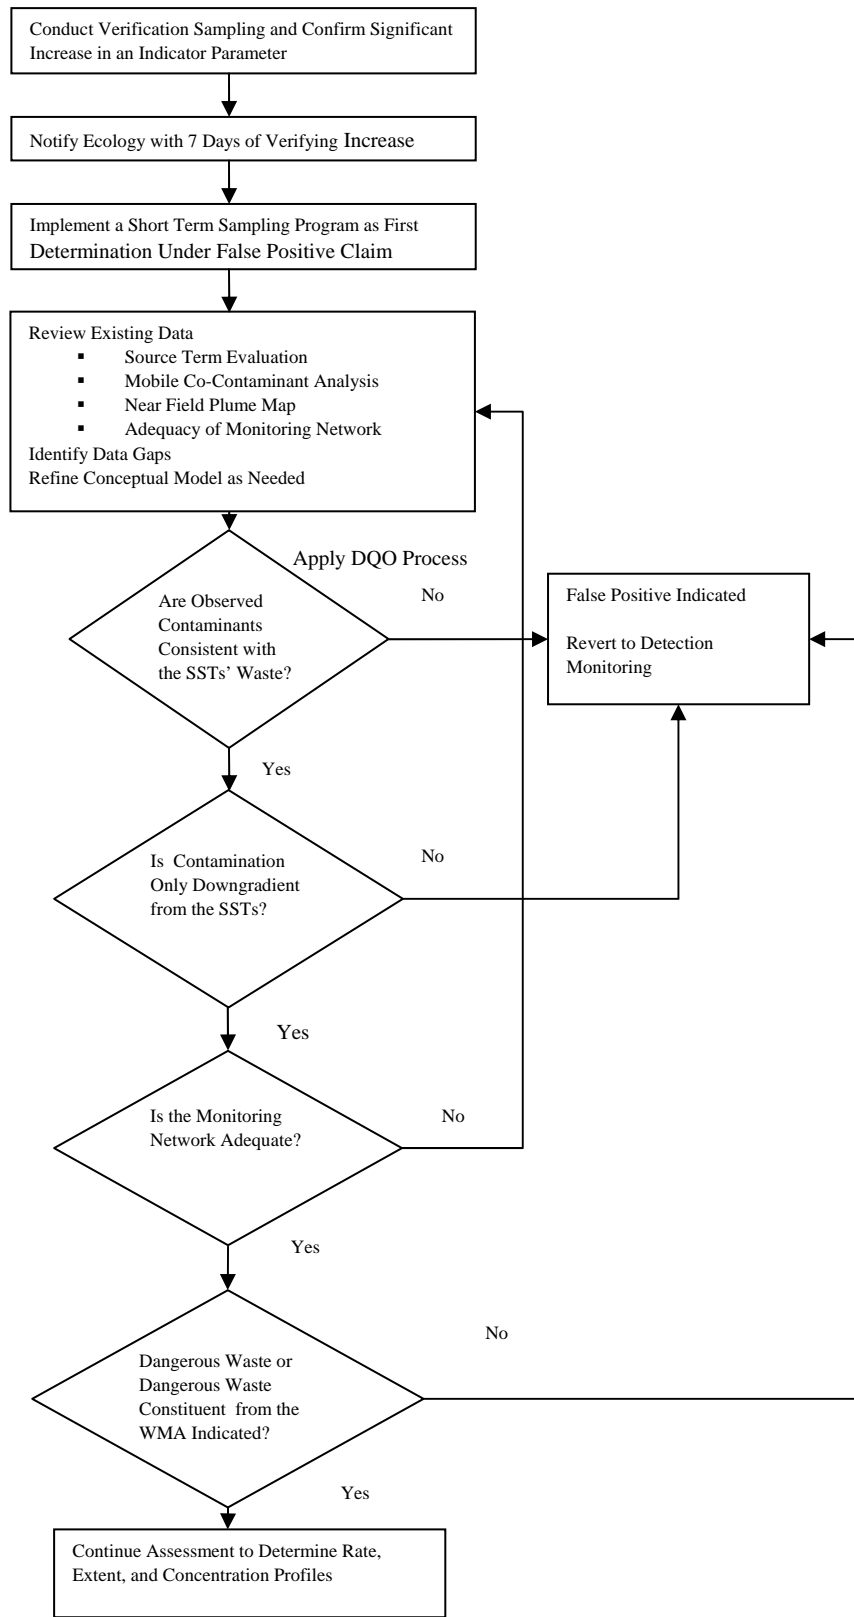 Conduct Verification Sampling and Confirm Significant
Increase in an Indicator Parameter
Notify Ecology with 7 Days of Verifying Increase
Implement a Short Term Sampling Program as First
Determination Under False Positive Claim
Review Existing Data
▪ Source Term Evaluation
▪ Mobile Co-Contaminant Analysis
▪ Near Field Plume Map
▪ Adequacy of Monitoring Network
Identify Data Gaps
Refine Conceptual Model as Needed
Apply DQO Process
Are Observed
Contaminants
Consistent with
the SSTs' Waste?
No
False Positive Indicated
Revert to Detection
Monitoring
Yes
Is Contamination
Only Downgradient
from the SSTs?
No
Yes
Is the Monitoring
Network Adequate?
No
Yes
Dangerous Waste or
Dangerous Waste
Constituent from the
WMA Indicated?
No
Yes
Continue Assessment to Determine Rate,
Extent, and Concentration Profiles